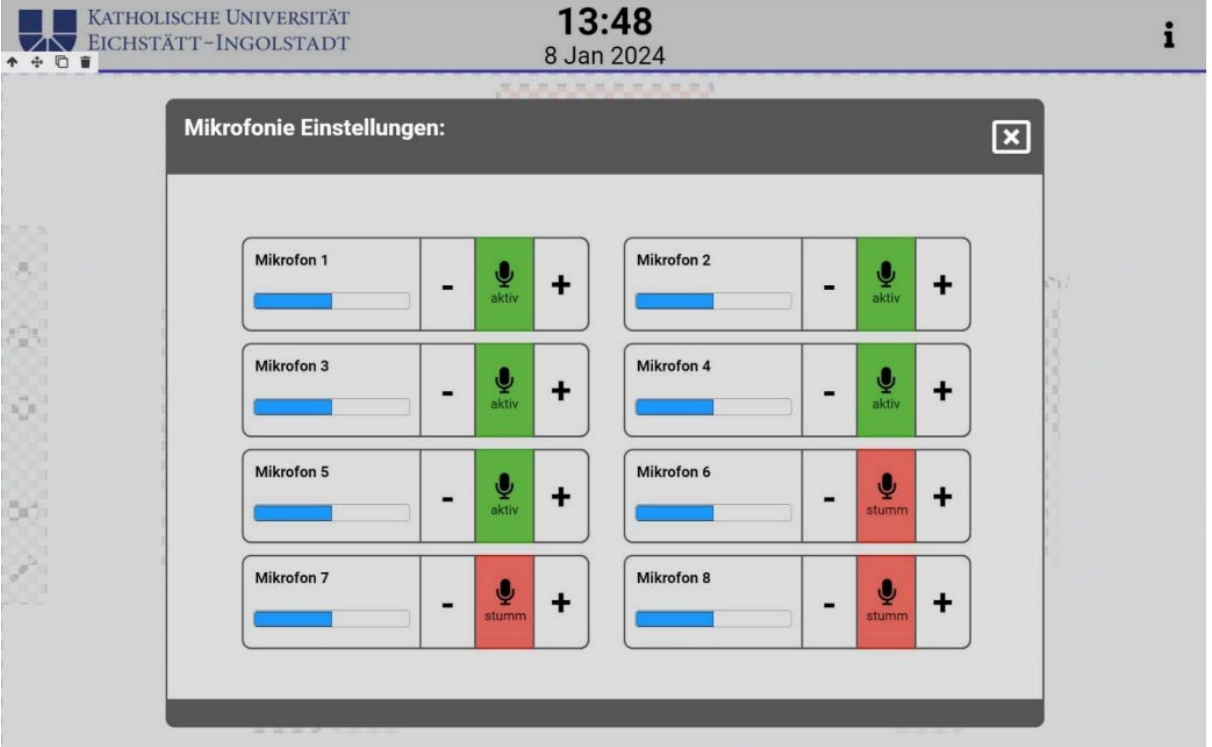 KATHOLISCHE UNIVERSITÄT
EICHSTÄTT-INGOLSTADT
13:48
8 Jan 2024
Mikrofonie Einstellungen:
Mikrofon 1
-
aktiv
+
Mikrofon 2
-
aktiv
+
Mikrofon 3
-
aktiv
+
Mikrofon 4
-
aktiv
+
Mikrofon 5
-
aktiv
+
Mikrofon 6
-
stumm
+
Mikrofon 7
-
stumm
+
Mikrofon 8
-
stumm
+